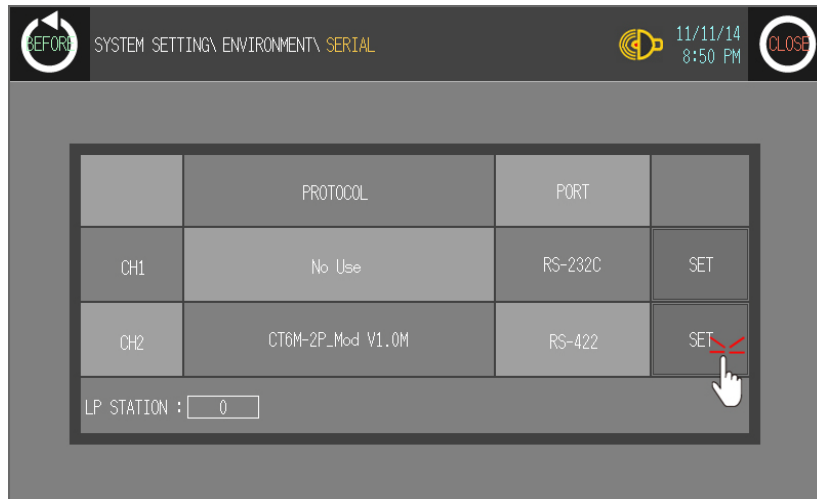 BEFORE SYSTEM SETTING\ ENVIRONMENT\ SERIAL 11/11/14 CLOSE
8:50 PM
PROTOCOL PORT
CH1 No Use RS-232C SET
CH2 CT6M-2P_Mod V1.0M RS-422 SET
LP STATION : 0